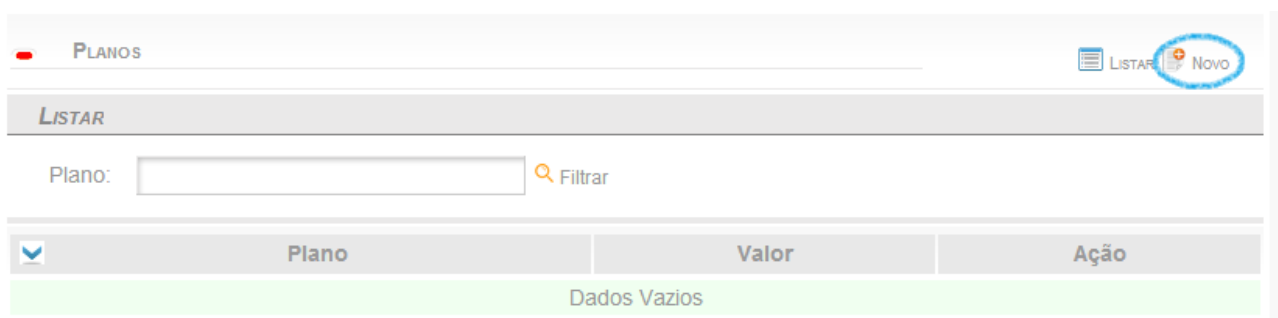 Planos
Listar Novo
Listar
Plano: Filtrar
Plano Valor Ação
Dados Vazios